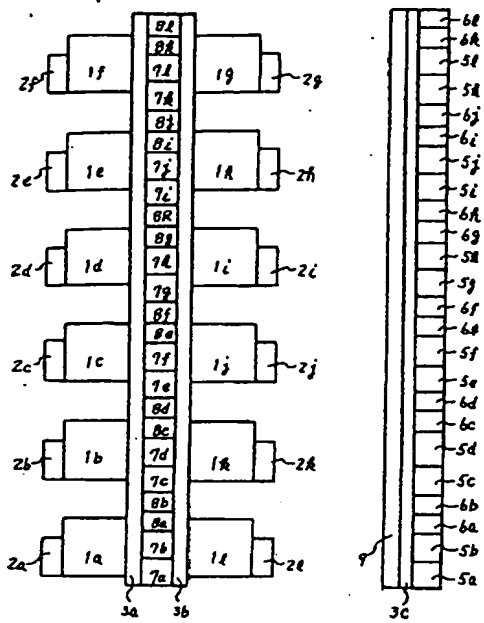 8l
8k
7l
7k
8j
8i
7j
7i
8h
8g
7h
7g
8f
8e
7f
7e
8d
8c
7d
7c
8b
8a
7b
7a
2f
1f
1g
2g
2e
1e
1h
2h
2d
1d
1i
2i
2c
1c
1j
2j
2b
1b
1k
2k
2a
1a
1l
2l
3a
3b
6l
6k
5l
5k
6j
6i
5j
5i
6h
6g
5h
5g
6f
6e
5f
5e
6d
6c
5d
5c
6b
6a
5b
5a
9
3c